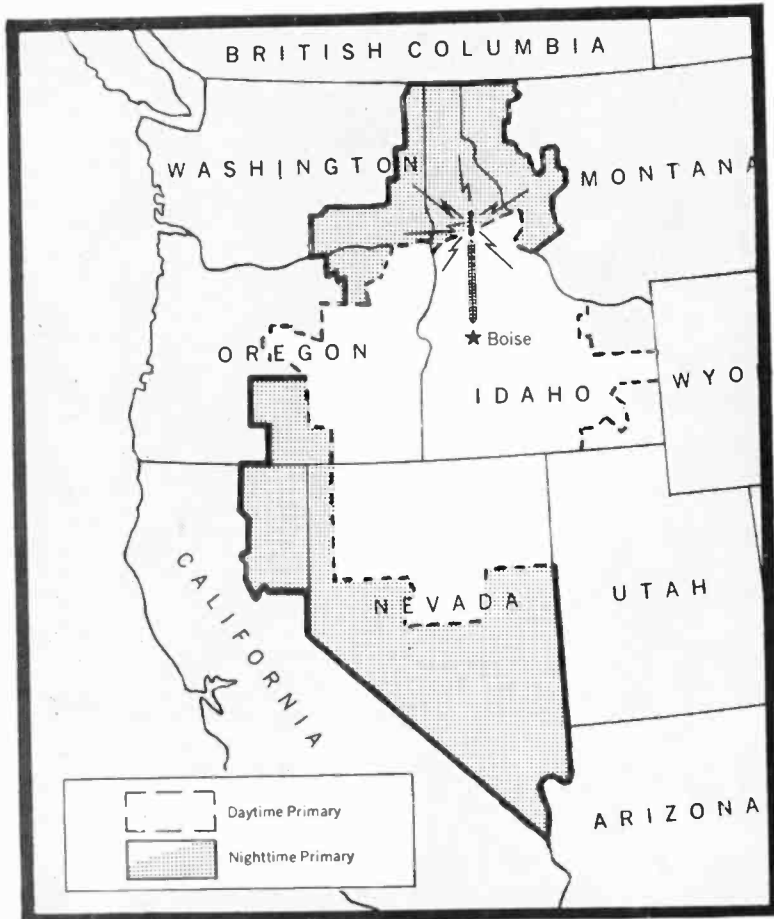 BRITISH COLUMBIA
WASHINGTON
MONTANA
OREGON
Boise
IDAHO
WYO
CALIFORNIA
NEVADA
UTAH
ARIZONA
Daytime Primary
Nighttime Primary